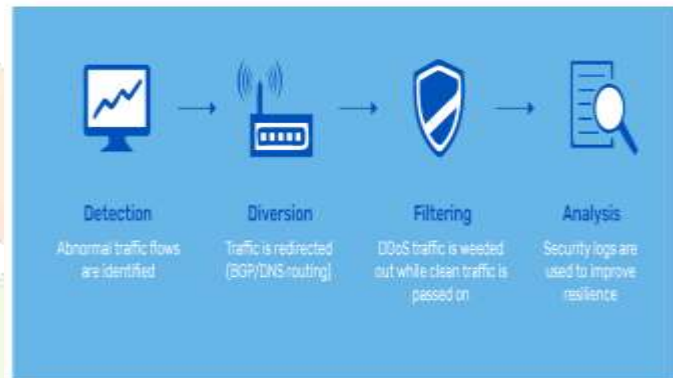 Detection
Abnormal traffic flows
are identified
Diversion
Traffic is redirected
(BGP/DNS routing)
Filtering
DDoS traffic is weeded
out while clean traffic is
passed on
Analysis
Security logs are
used to improve
resilience